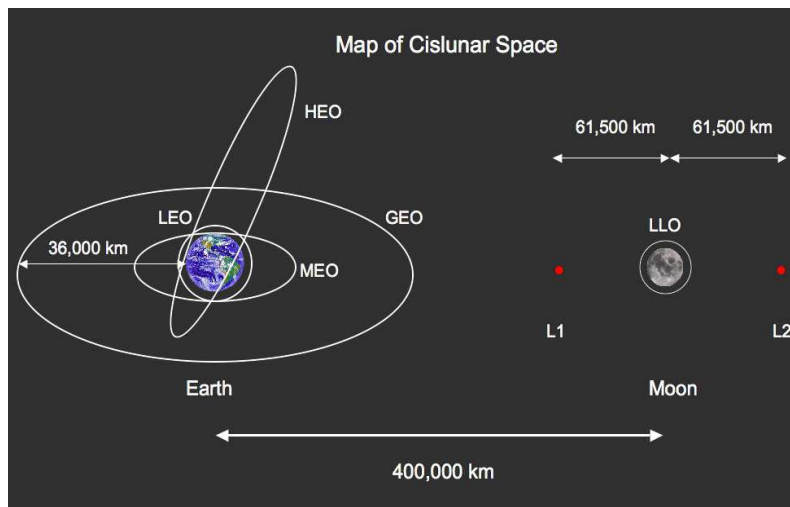 Map of Cislunar Space
HEO
61,500 km
61,500 km
LEO
GEO
LLO
36,000 km
MEO
L1
L2
Earth
Moon
400,000 km